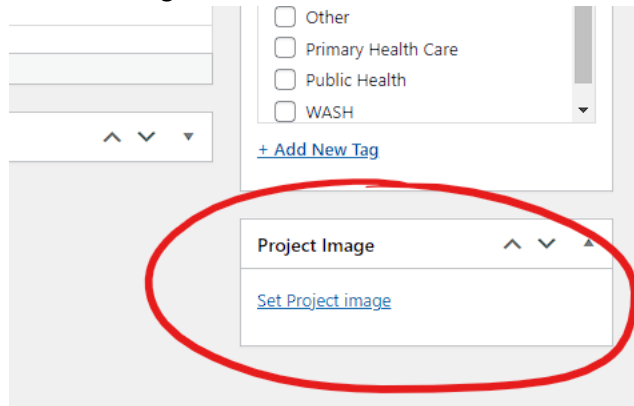 Other
Primary Health Care
Public Health
WASH
+ Add New Tag
Project Image
Set Project image